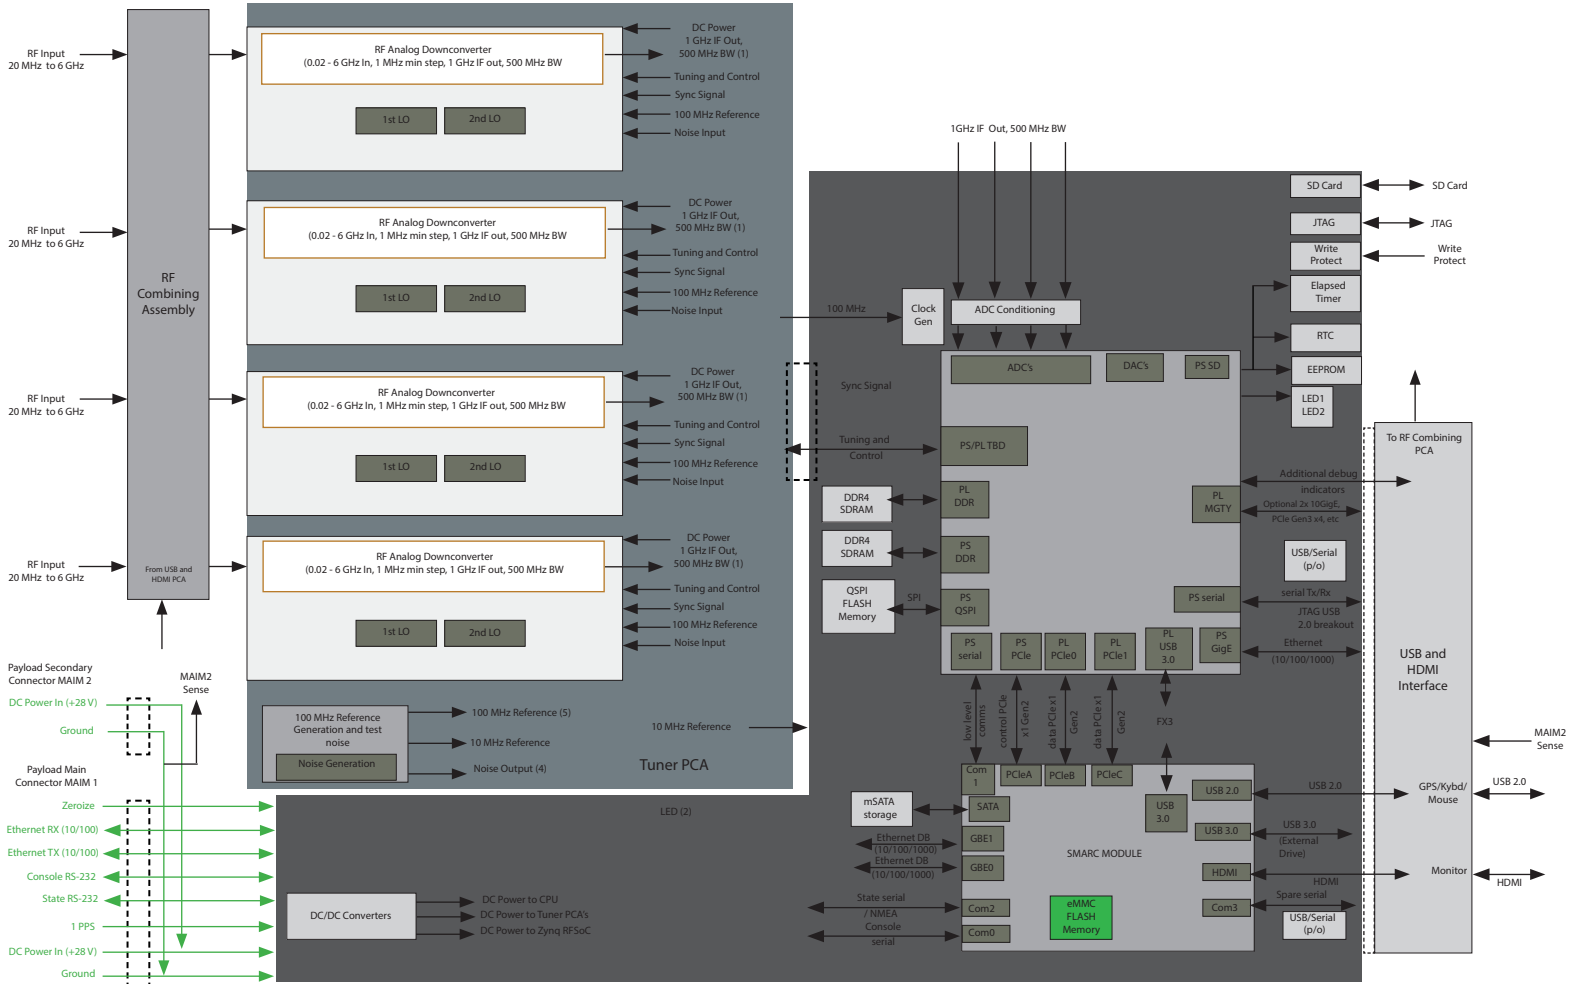 RF Input
20 MHz to 6 GHz
RF Input
20 MHz to 6 GHz
RF Input
20 MHz to 6 GHz
RF Input
20 MHz to 6 GHz
RF
Combining
Assembly
From USB and
HDMI PCA
RF Analog Downconverter
(0.02 - 6 GHz In, 1 MHz min step, 1 GHz IF out, 500 MHz BW
1st LO
2nd LO
DC Power
1 GHz IF Out,
500 MHz BW (1)
Tuning and Control
Sync Signal
100 MHz Reference
Noise Input
RF Analog Downconverter
(0.02 - 6 GHz In, 1 MHz min step, 1 GHz IF out, 500 MHz BW
1st LO
2nd LO
DC Power
1 GHz IF Out,
500 MHz BW (1)
Tuning and Control
Sync Signal
100 MHz Reference
Noise Input
RF Analog Downconverter
(0.02 - 6 GHz In, 1 MHz min step, 1 GHz IF out, 500 MHz BW
1st LO
2nd LO
DC Power
1 GHz IF Out,
500 MHz BW (1)
Tuning and Control
Sync Signal
100 MHz Reference
Noise Input
RF Analog Downconverter
(0.02 - 6 GHz In, 1 MHz min step, 1 GHz IF out, 500 MHz BW
1st LO
2nd LO
DC Power
1 GHz IF Out,
500 MHz BW (1)
Tuning and Control
Sync Signal
100 MHz Reference
Noise Input
100 MHz Reference
Generation and test
noise
Noise Generation
100 MHz Reference (5)
10 MHz Reference
Noise Output (4)
10 MHz Reference
Tuner PCA
Payload Secondary
Connector MAIM 2
DC Power In (+28 V)
Ground
MAIM2
Sense
Payload Main
Connector MAIM 1
Zeroize
Ethernet RX (10/100)
Ethernet TX (10/100)
Console RS-232
State RS-232
1 PPS
DC Power In (+28 V)
Ground
LED (2)
DC/DC Converters
DC Power to CPU
DC Power to Tuner PCA's
DC Power to Zynq RFSoC
1GHz IF Out, 500 MHz BW
100 MHz
Clock
Gen
ADC Conditioning
Sync Signal
Tuning and
Control
ADC's
DAC's
PS SD
PS/PL TBD
DDR4
SDRAM
PL
DDR
DDR4
SDRAM
PS
DDR
QSPI
FLASH
Memory
SPI
PS
QSPI
PL
MGTY
PS serial
PS
serial
PS
PCIe
PL
PCIe0
PL
PCIe1
PL
USB
3.0
PS
GigE
SD Card
SD Card
JTAG
JTAG
Write
Protect
Write
Protect
Elapsed
Timer
RTC
EEPROM
LED1
LED2
Additional debug
indicators
Optional 2x 10GigE,
PCIe Gen3 x4, etc
USB/Serial
(p/o)
serial Tx/Rx
JTAG USB
2.0 breakout
Ethernet
(10/100/1000)
low level
comms
control PCIe
x1 Gen2
data PCIe x1
Gen2
data PCIe x1
Gen2
FX3
Com
1
PCIeA
PCIeB
PCIeC
mSATA
storage
SATA
USB
3.0
USB 2.0
USB 2.0
Ethernet DB
(10/100/1000)
GBE1
USB 3.0
USB 3.0
(External
Drive)
Ethernet DB
(10/100/1000)
GBE0
SMARC MODULE
HDMI
HDMI
State serial
/ NMEA
Com2
eMMC
FLASH
Memory
Com3
Spare serial
USB/Serial
(p/o)
Console
serial
Com0
To RF Combining
PCA
USB and
HDMI
Interface
MAIM2
Sense
GPS/Kybd/
Mouse
USB 2.0
Monitor
HDMI